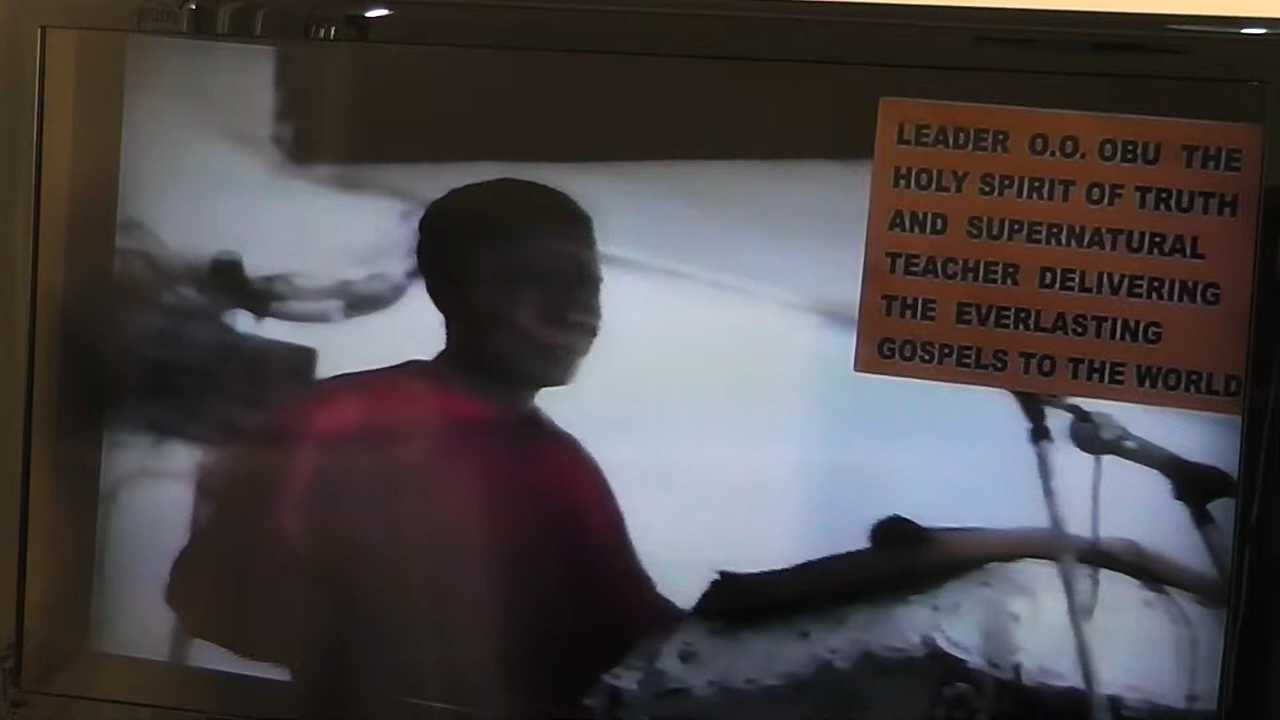 LEADER O.O. OBU THE
HOLY SPIRIT OF TRUTH
AND SUPERNATURAL
TEACHER DELIVERING
THE EVERLASTING
GOSPELS TO THE WORLD